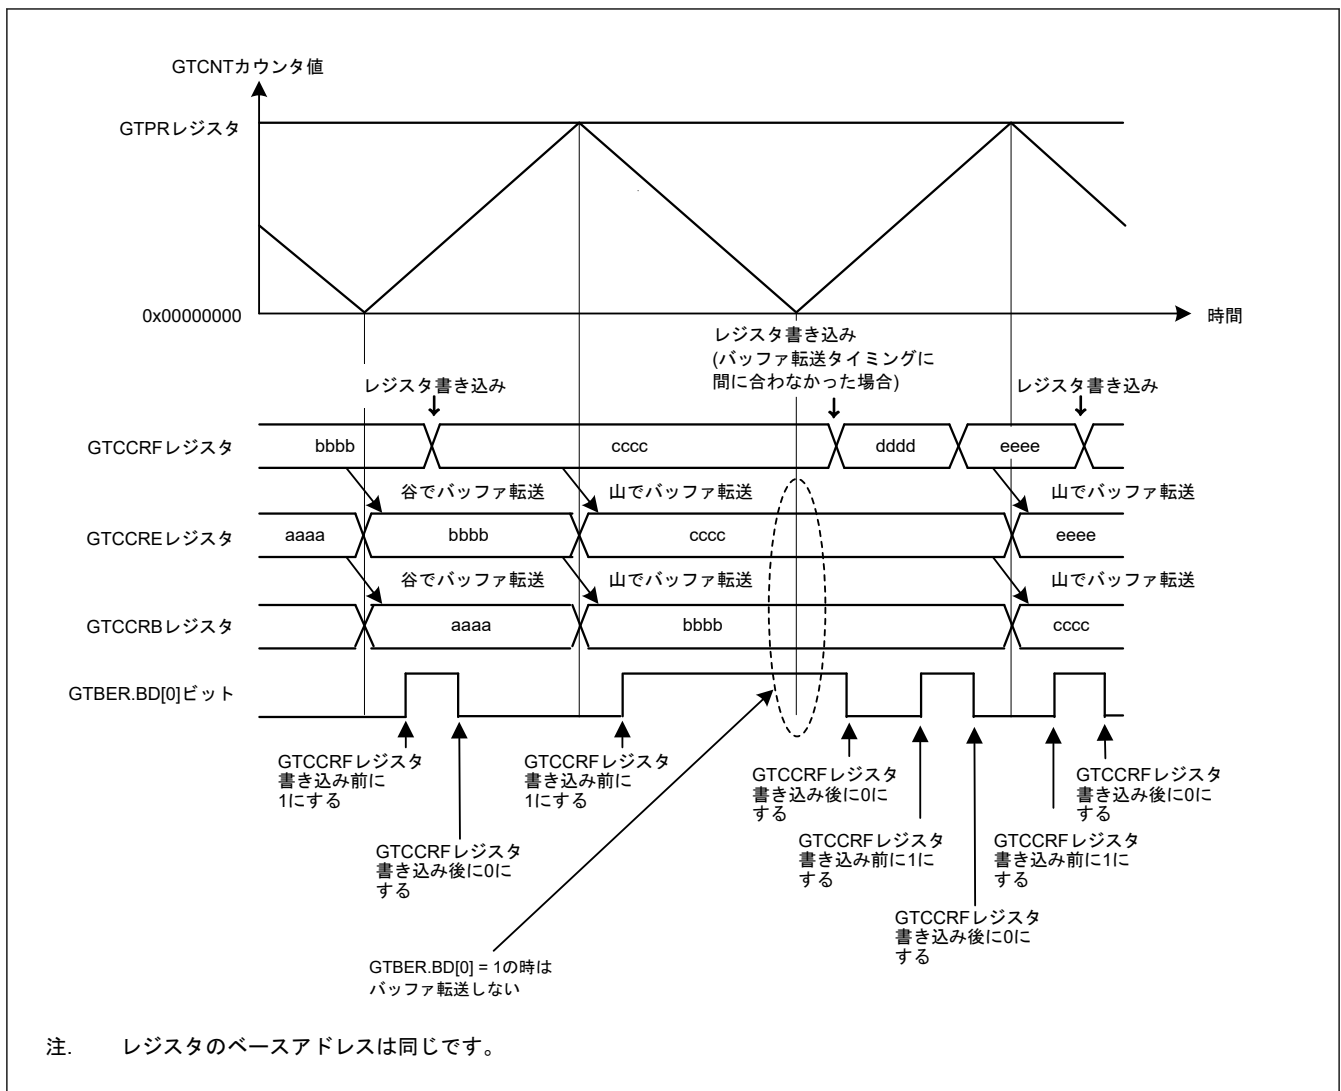 GTCNTカウンタ値
GTPRレジスタ
0x00000000
時間
レジスタ書き込み
(バッファ転送タイミングに
間に合わなかった場合)
レジスタ書き込み
レジスタ書き込み
GTCCRFレジスタ
bbbb
cccc
dddd
eeee
谷でバッファ転送
山でバッファ転送
山でバッファ転送
GTCCREレジスタ
aaaa
bbbb
cccc
eeee
谷でバッファ転送
山でバッファ転送
山でバッファ転送
GTCCRBレジスタ
aaaa
bbbb
cccc
GTBER.BD[0]ビット
GTCCRFレジスタ
書き込み前に
1にする
GTCCRFレジスタ
書き込み後に0に
する
GTCCRFレジスタ
書き込み前に
1にする
GTCCRFレジスタ
書き込み後に0に
する
GTCCRFレジスタ
書き込み前に1に
する
GTCCRFレジスタ
書き込み後に0に
する
GTCCRFレジスタ
書き込み前に1に
する
GTCCRFレジスタ
書き込み後に0に
する
GTBER.BD[0] = 1の時は
バッファ転送しない
注. レジスタのベースアドレスは同じです。